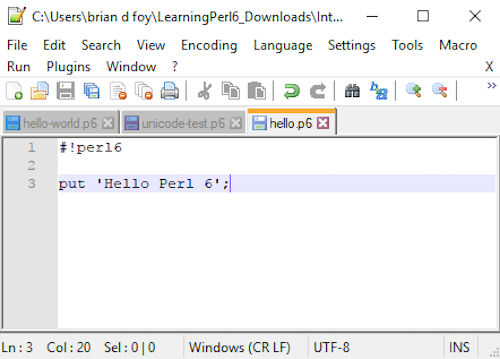 C:\Users\brian d foy\LearningPerl6_Downloads\Int...
File Edit Search View Encoding Language Settings Tools Macro
Run Plugins Window ? X
hello-world.p6 unicode-test.p6 hello.p6
1 #!perl6
2
3 put 'Hello Perl 6';
Ln : 3 Col : 20 Sel : 0 | 0 Windows (CR LF) UTF-8 INS